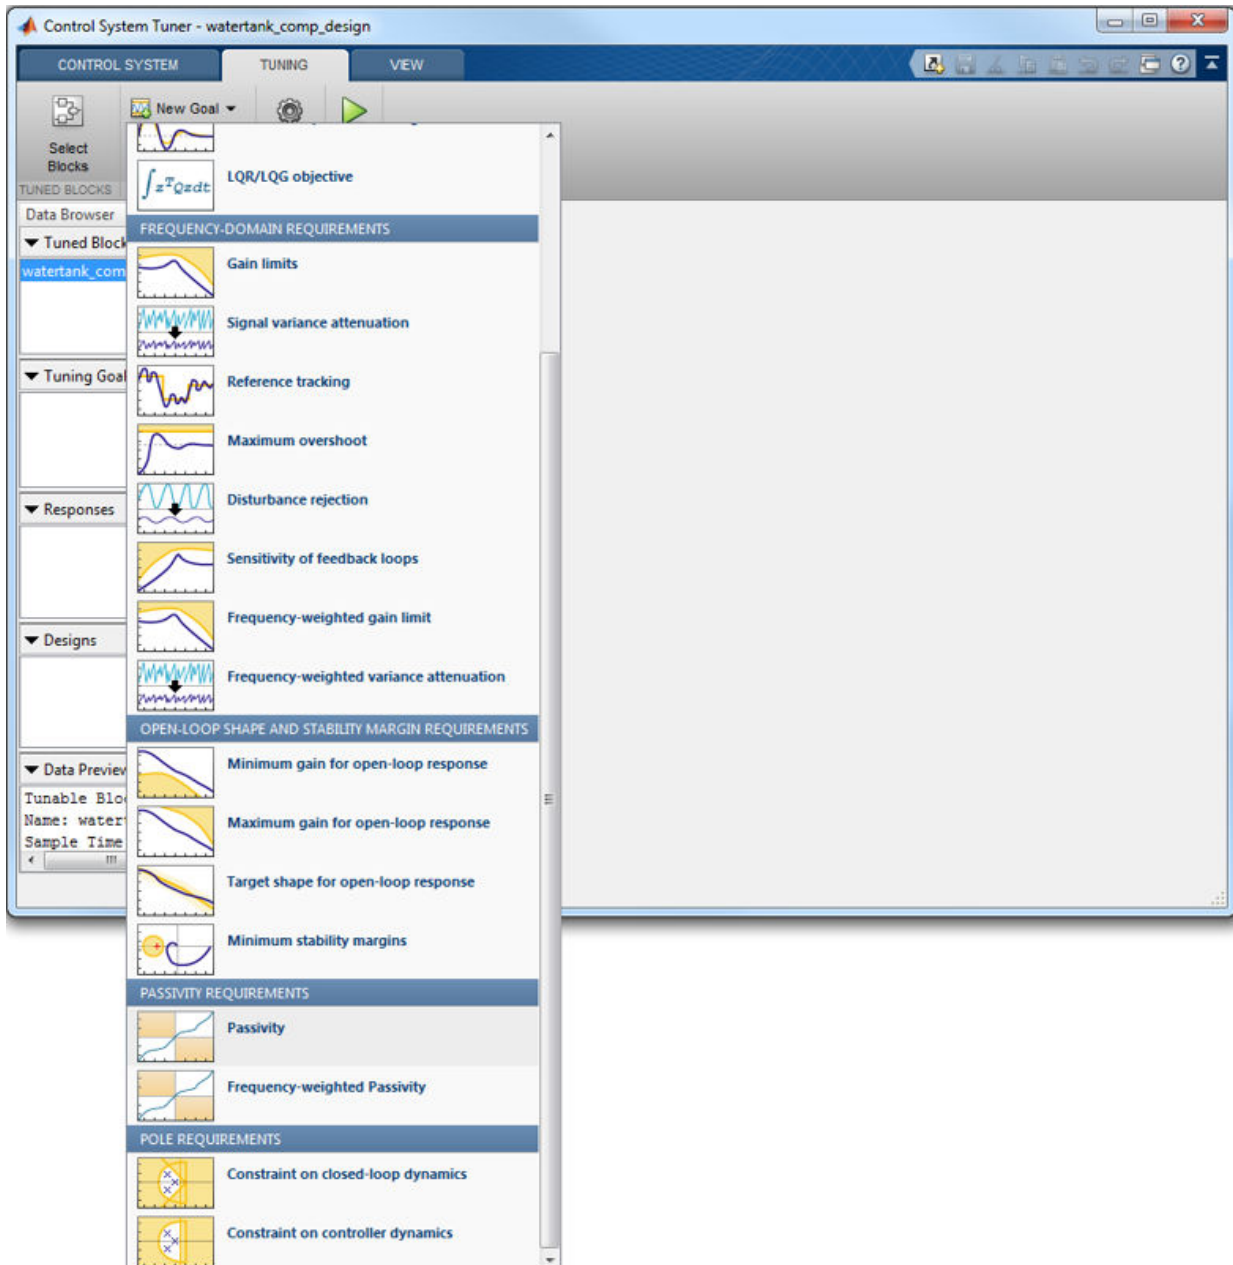 Control System Tuner - watertank_comp_design
CONTROL SYSTEM
TUNING
VIEW
New Goal
Select
Blocks
TUNED BLOCKS
Data Browser
Tuned Block
watertank_com
Tuning Goal
Responses
Designs
Data Preview
Tunable Bloc
Name: watert
Sample Time
∫z^T Qz dt
LQR/LQG objective
FREQUENCY-DOMAIN REQUIREMENTS
Gain limits
Signal variance attenuation
Reference tracking
Maximum overshoot
Disturbance rejection
Sensitivity of feedback loops
Frequency-weighted gain limit
Frequency-weighted variance attenuation
OPEN-LOOP SHAPE AND STABILITY MARGIN REQUIREMENTS
Minimum gain for open-loop response
Maximum gain for open-loop response
Target shape for open-loop response
Minimum stability margins
PASSIVITY REQUIREMENTS
Passivity
Frequency-weighted Passivity
POLE REQUIREMENTS
Constraint on closed-loop dynamics
Constraint on controller dynamics